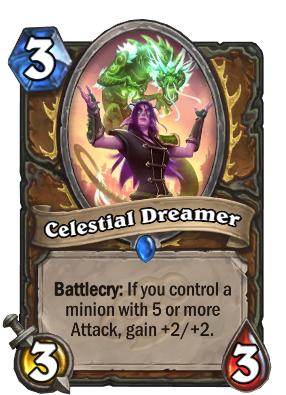 3
Celestial Dreamer
Battlecry: If you control a
minion with 5 or more
Attack, gain +2/+2.
3
3